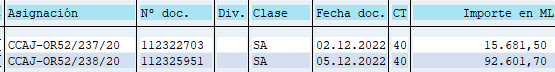 Asignación Nº doc. Div. Clase Fecha doc. CT Importe en ML
CCAJ-OR52/237/20 112322703 SA 02.12.2022 40 15.681,50
CCAJ-OR52/238/20 112325951 SA 05.12.2022 40 92.601,70